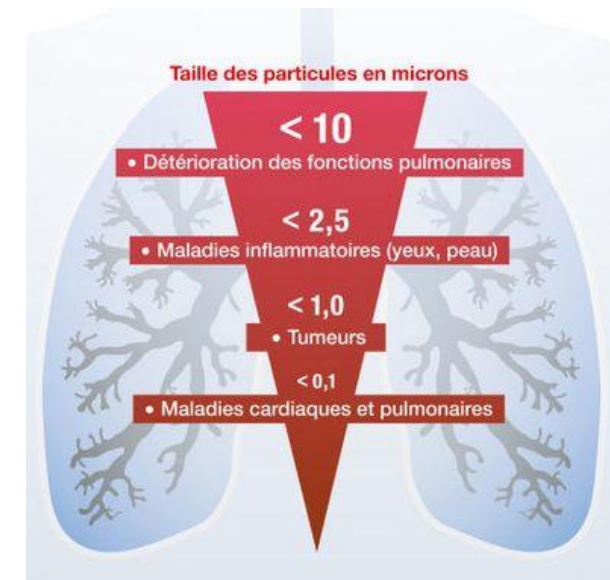 Taille des particules en microns
< 10
• Détérioration des fonctions pulmonaires
< 2,5
• Maladies inflammatoires (yeux, peau)
< 1,0
• Tumeurs
< 0,1
• Maladies cardiaques et pulmonaires